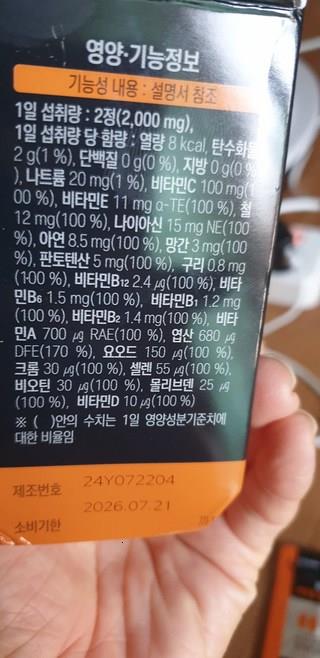 영양·기능정보
기능성 내용 : 설명서 참조
1일 섭취량 : 2정(2,000 mg),
1일 섭취량 당 함량 : 열량 8 kcal, 탄수화물
2 g(1 %), 단백질 0 g(0 %), 지방 0 g(0 %
), 나트륨 20 mg(1 %), 비타민C 100 mg(1
00 %), 비타민E 11 mg α-TE(100 %), 철
12 mg(100 %), 나이아신 15 mg NE(100
%), 아연 8.5 mg(100 %), 망간 3 mg(100
%), 판토텐산 5 mg(100 %), 구리 0.8 mg
(100 %), 비타민B12 2.4 ㎍(100 %), 비타
민B6 1.5 mg(100 %), 비타민B1 1.2 mg
(100 %), 비타민B2 1.4 mg(100 %), 비타
민A 700 ㎍ RAE(100 %), 엽산 680 ㎍
DFE(170 %), 요오드 150 ㎍(100 %),
크롬 30 ㎍(100 %), 셀렌 55 ㎍(100 %),
비오틴 30 ㎍(100 %), 몰리브덴 25 ㎍
(100 %), 비타민D 10 ㎍(100 %)
※ ( )안의 수치는 1일 영양성분기준치에
대한 비율임
제조번호 24Y072204
소비기한 2026.07.21